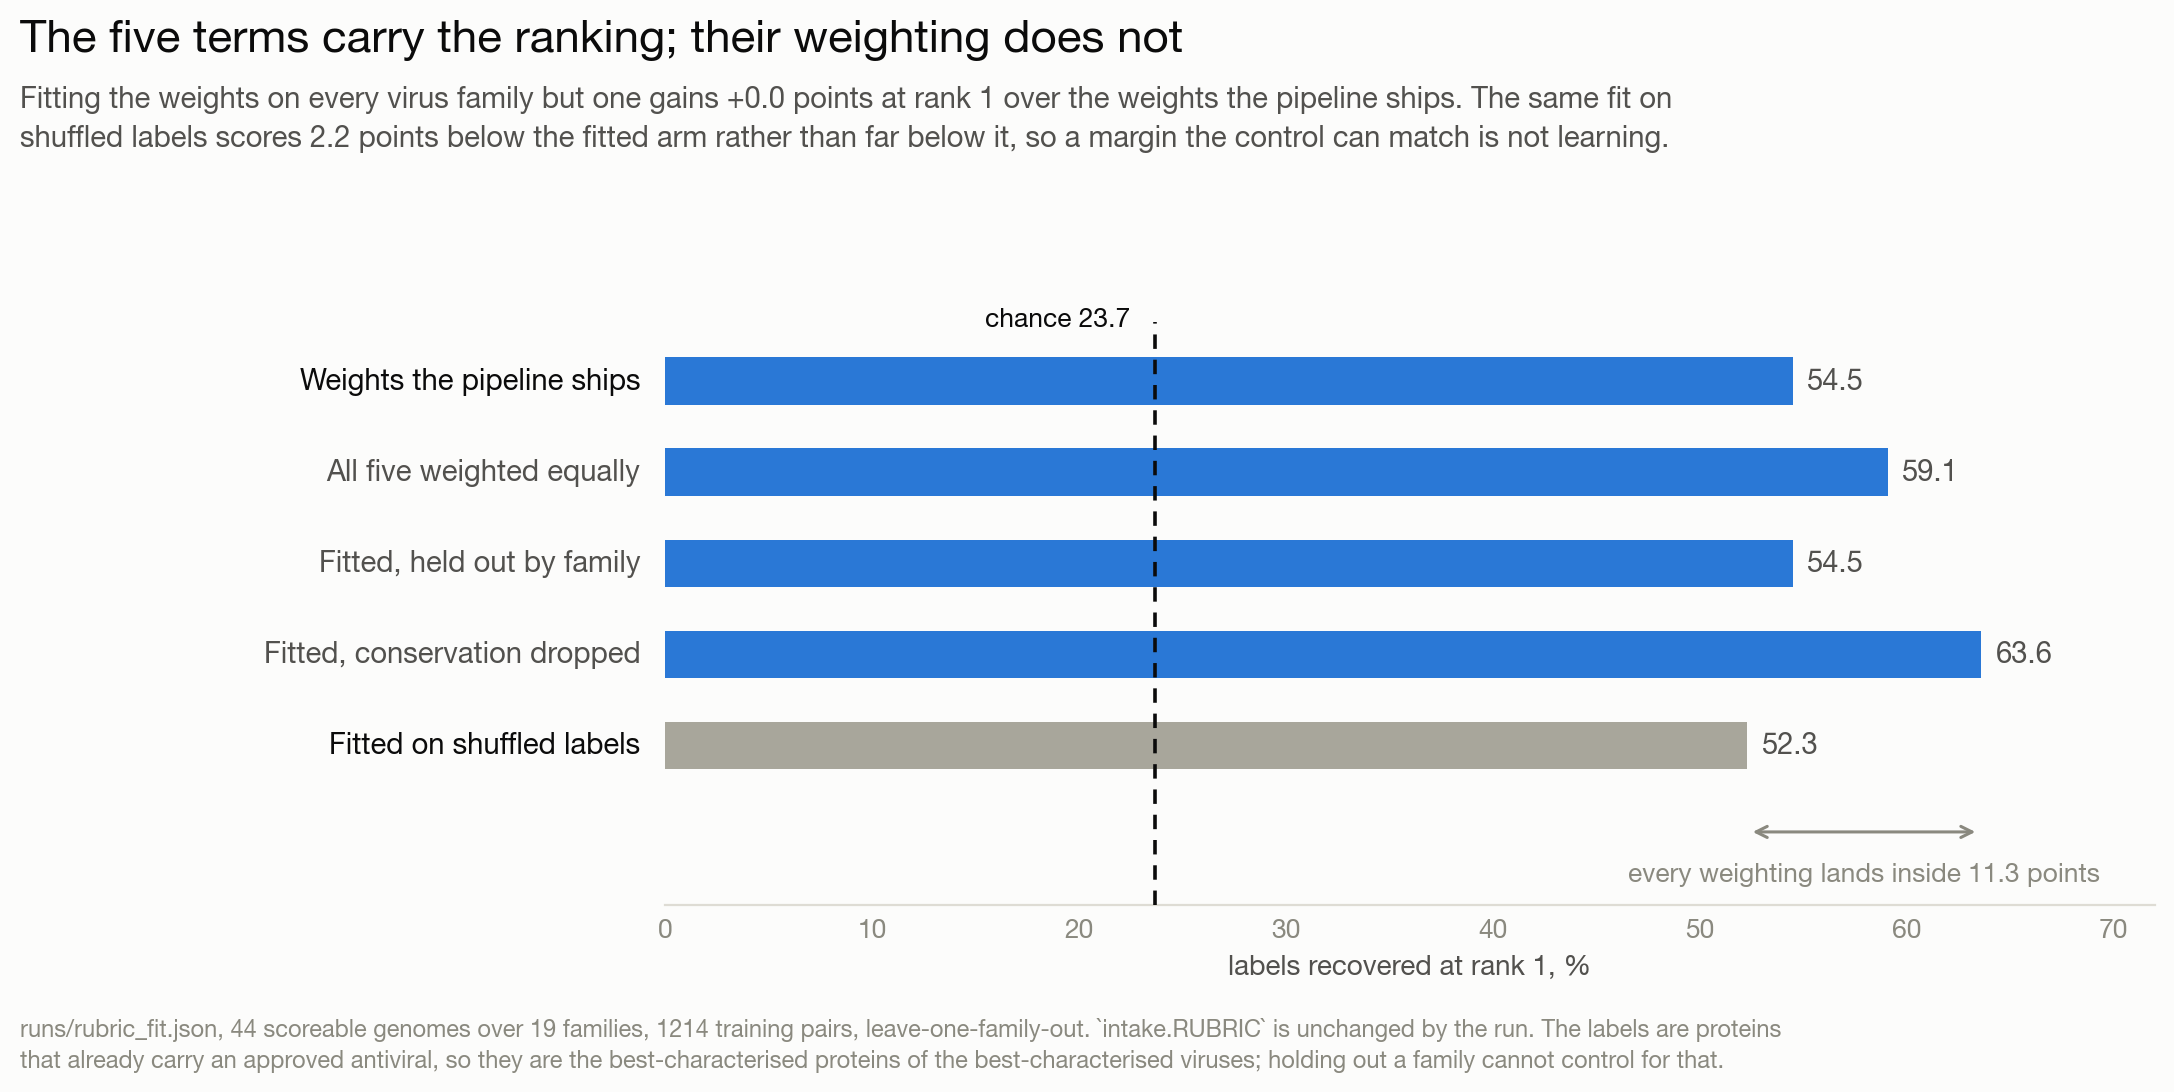 The five terms carry the ranking; their weighting does not
Fitting the weights on every virus family but one gains +0.0 points at rank 1 over the weights the pipeline ships. The same fit on
shuffled labels scores 2.2 points below the fitted arm rather than far below it, so a margin the control can match is not learning.
chance 23.7
Weights the pipeline ships 54.5
All five weighted equally 59.1
Fitted, held out by family 54.5
Fitted, conservation dropped 63.6
Fitted on shuffled labels 52.3
every weighting lands inside 11.3 points
0 10 20 30 40 50 60 70
labels recovered at rank 1, %
runs/rubric_fit.json, 44 scoreable genomes over 19 families, 1214 training pairs, leave-one-family-out. `intake.RUBRIC` is unchanged by the run. The labels are proteins
that already carry an approved antiviral, so they are the best-characterised proteins of the best-characterised viruses; holding out a family cannot control for that.